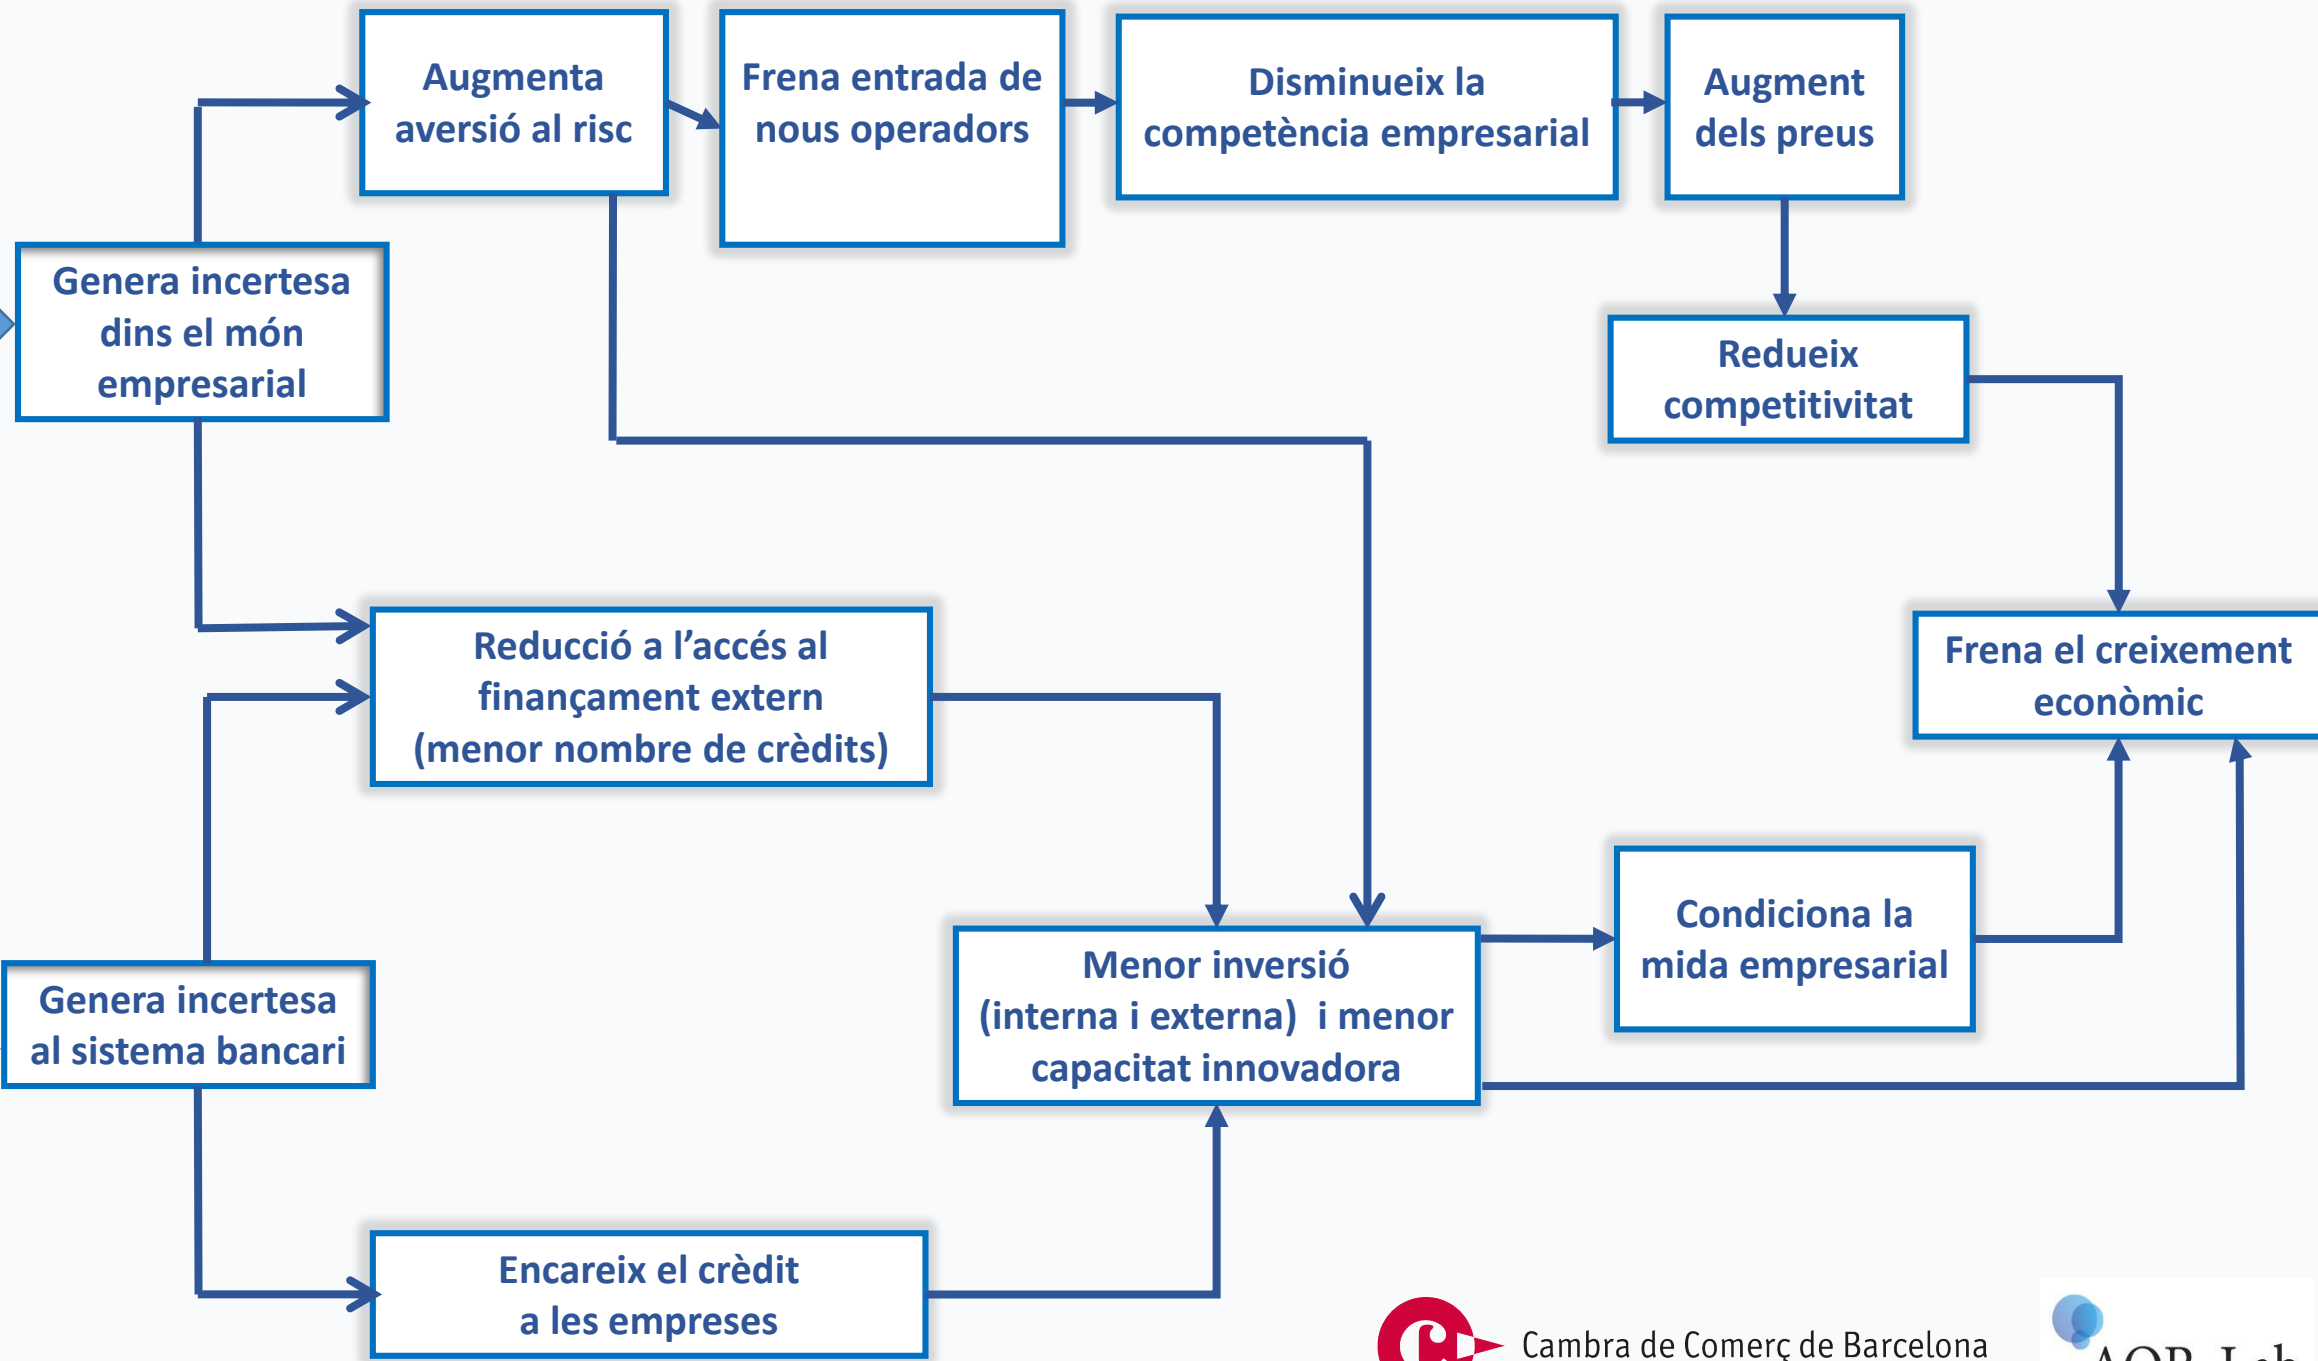 Augmenta
aversió al risc
Frena entrada de
nous operadors
Disminueix la
competència empresarial
Augment
dels preus
Genera incertesa
dins el món
empresarial
Redueix
competitivitat
Reducció a l’accés al
finançament extern
(menor nombre de crèdits)
Frena el creixement
econòmic
Genera incertesa
al sistema bancari
Menor inversió
(interna i externa)  i menor
capacitat innovadora
Condiciona la
mida empresarial
Encareix el crèdit
a les empreses
Cambra de Comerç de Barcelona
AQR-Lab